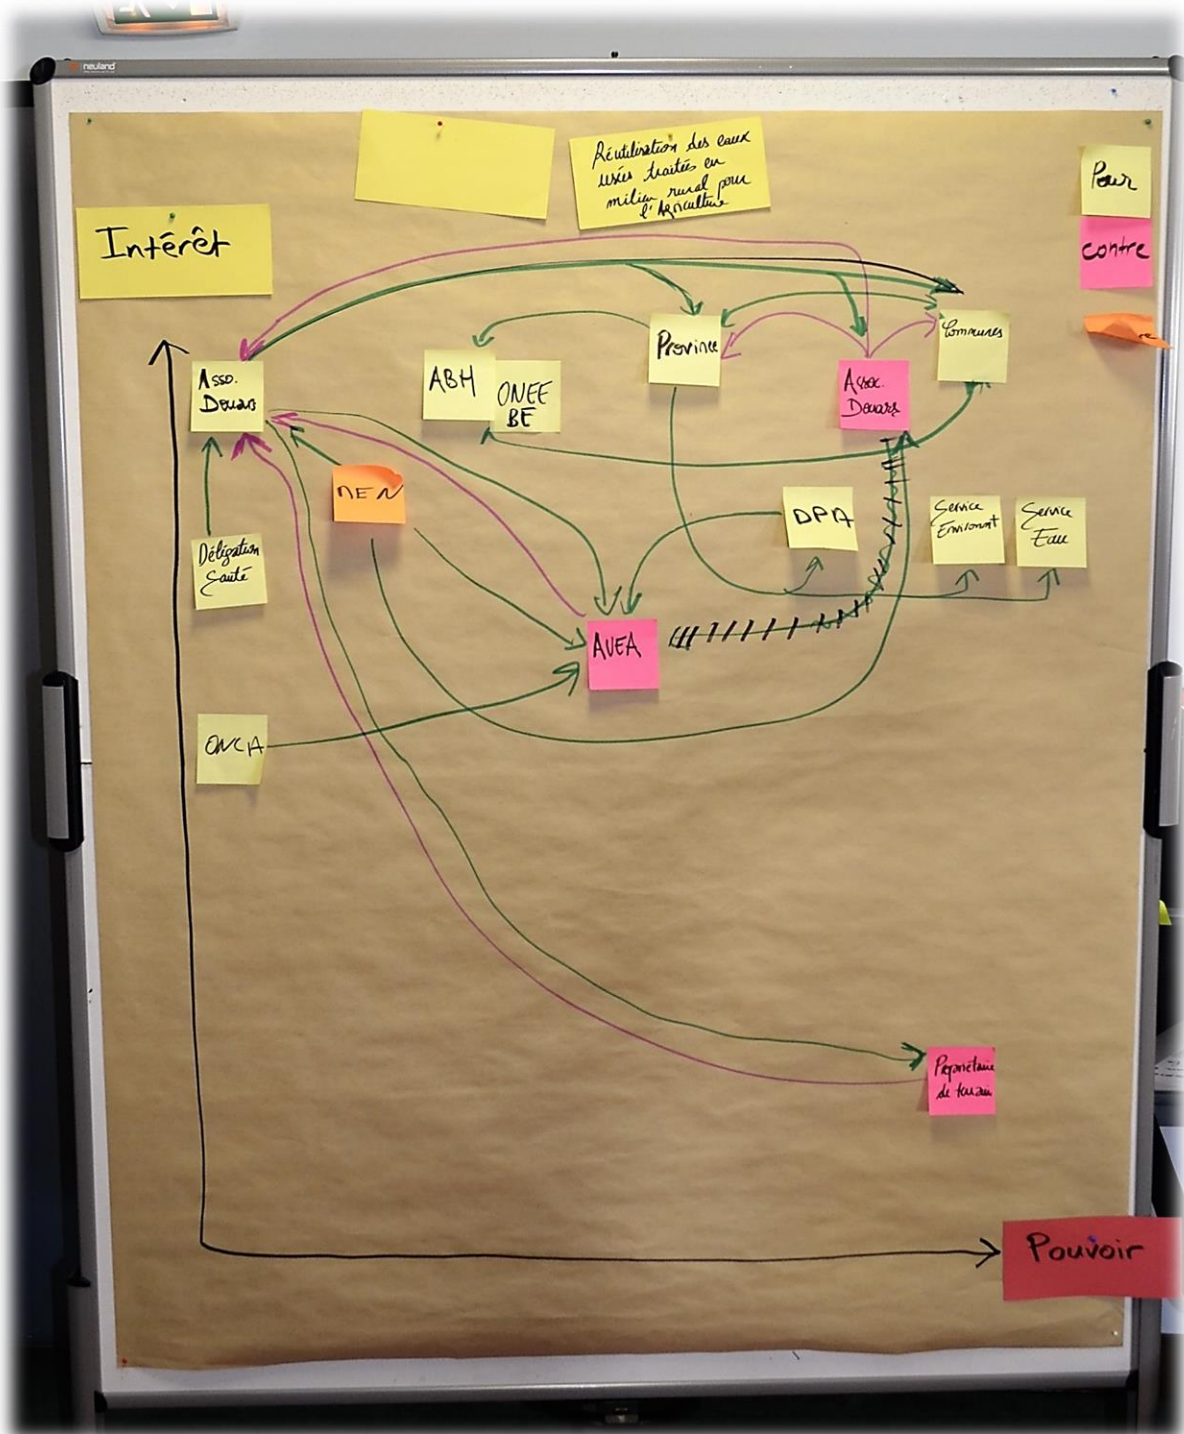 neuland
Réutilisation des eaux
usées traitées en
milieu rural pour
l'Agriculture
Pour
contre
Intérêt
Asso.
Douars
ABH
ONEE
BE
Province
Assoc.
Douars
Communes
MEN
DPA
Service
Environnt
Service
Eau
Délégation
Santé
AUEA
ONCA
Propriétaire
de terrain
Pouvoir